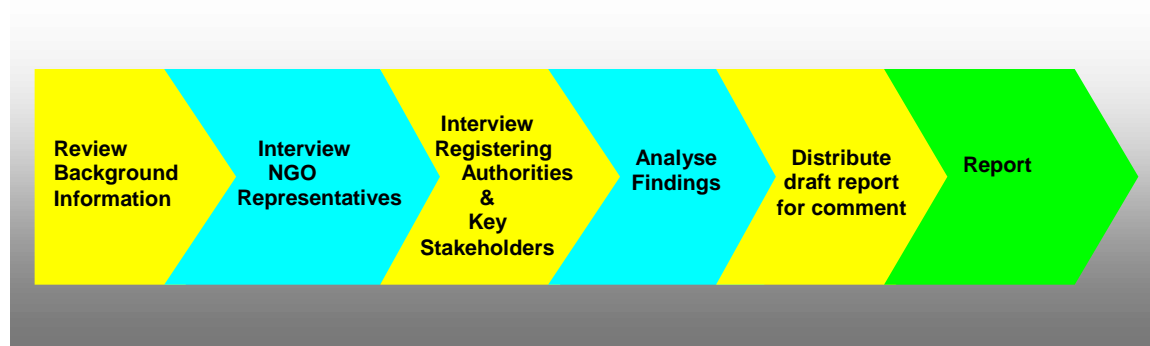 Review
Background
Information
Interview
NGO
Representatives
Interview
Registering
Authorities
&
Key
Stakeholders
Analyse
Findings
Distribute
draft report
for comment
Report